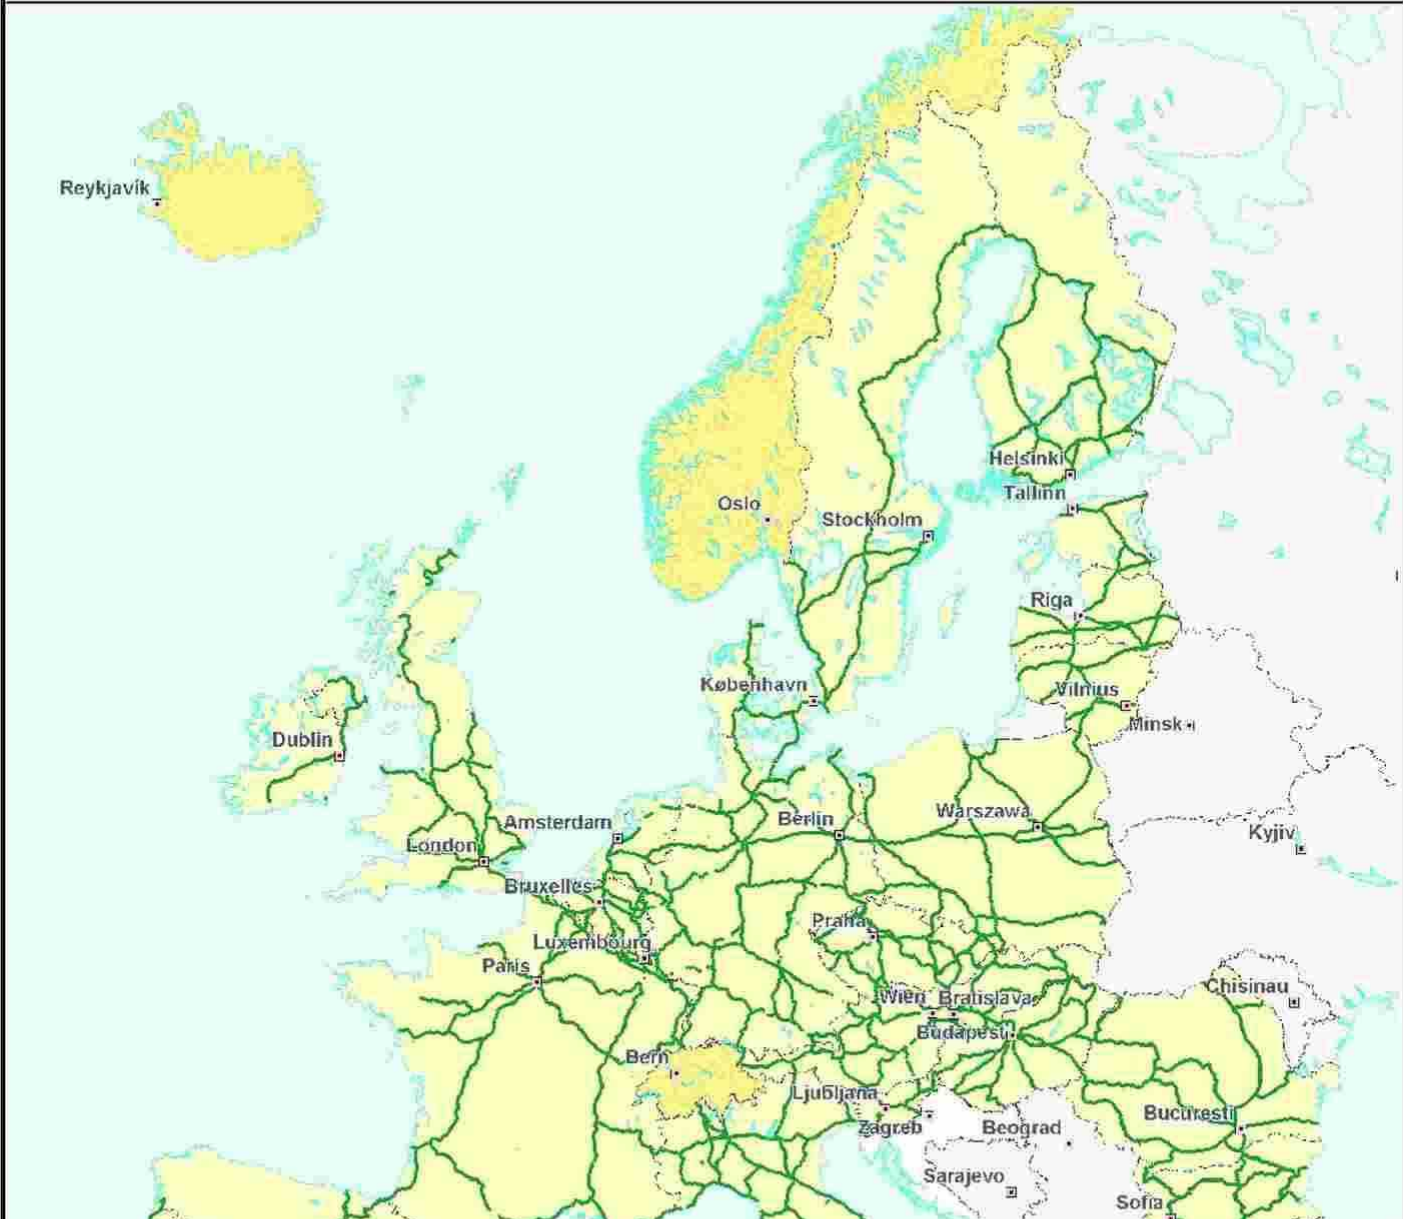 Reykjavík
Oslo
Helsinki
Tallinn
Stockholm
Riga
København
Vilnius
Minsk
Dublin
Amsterdam
Berlin
Warszawa
Kyjiv
London
Bruxelles
Praha
Luxembourg
Paris
Wien
Bratislava
Chisinau
Budapest
Bern
Ljubljana
Bucuresti
Zagreb
Beograd
Sarajevo
Sofia